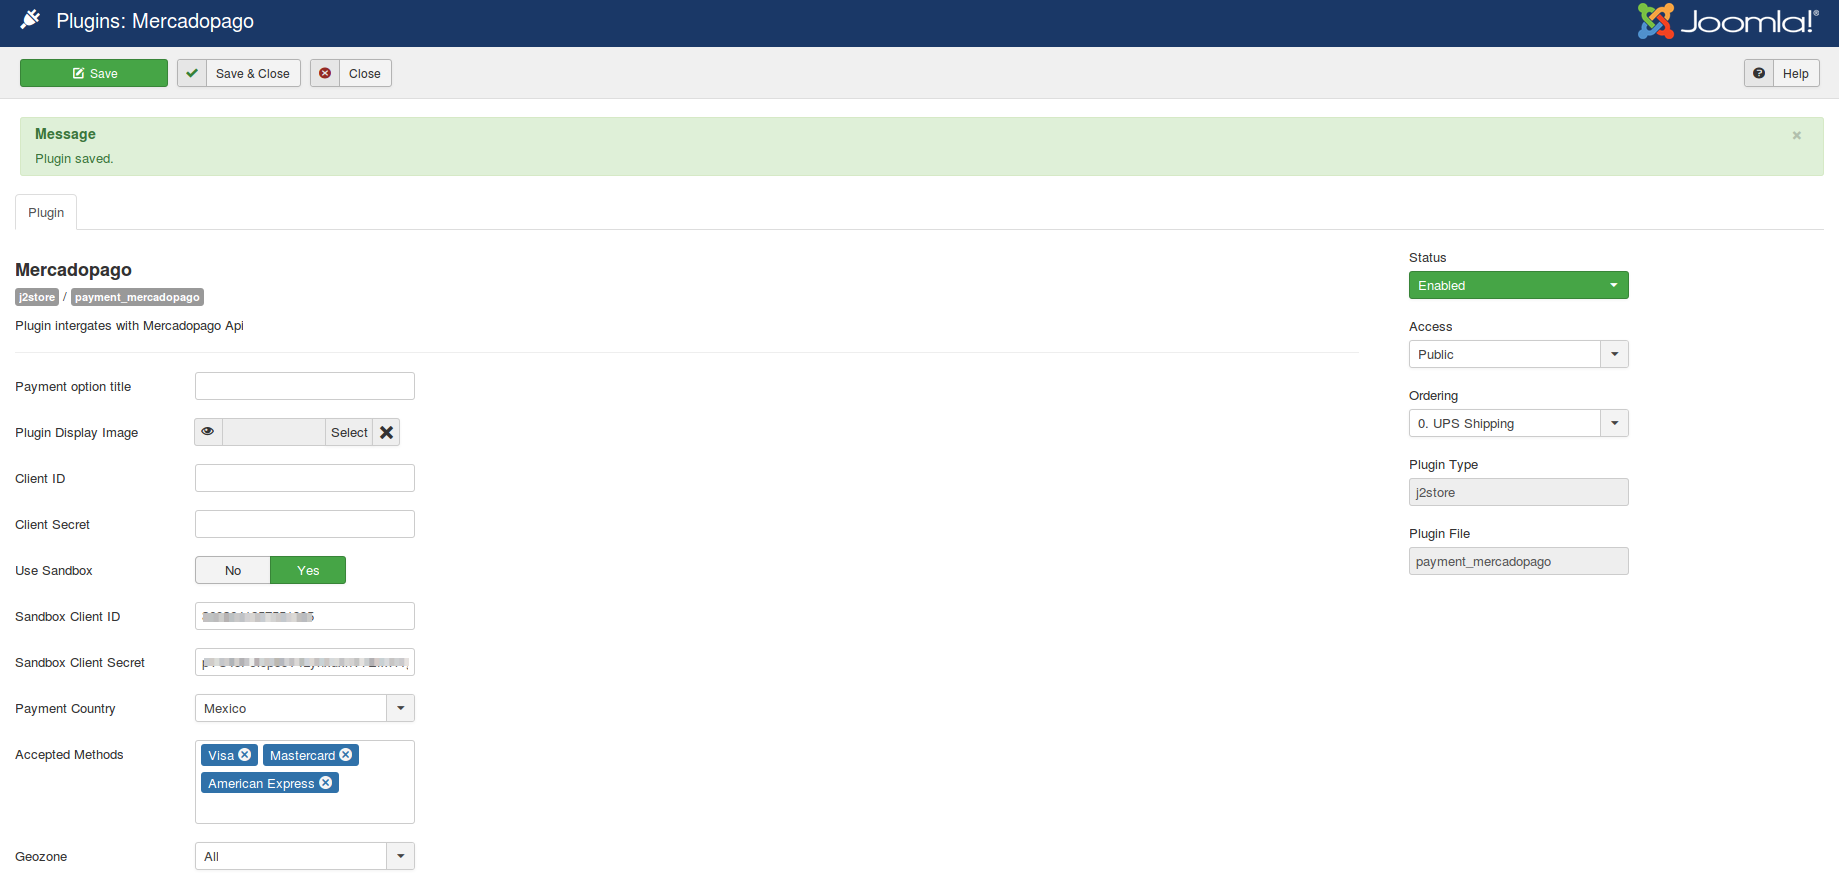 Plugins: Mercadopago
Joomla!®
Save
Save & Close
Close
Help
Message
Plugin saved.
Plugin
Mercadopago
j2store / payment_mercadopago
Plugin intergates with Mercadopago Api
Payment option title
Plugin Display Image Select
Client ID
Client Secret
Use Sandbox No Yes
Sandbox Client ID
Sandbox Client Secret
Payment Country Mexico
Accepted Methods Visa Mastercard
American Express
Geozone All
Status
Enabled
Access
Public
Ordering
0. UPS Shipping
Plugin Type
j2store
Plugin File
payment_mercadopago